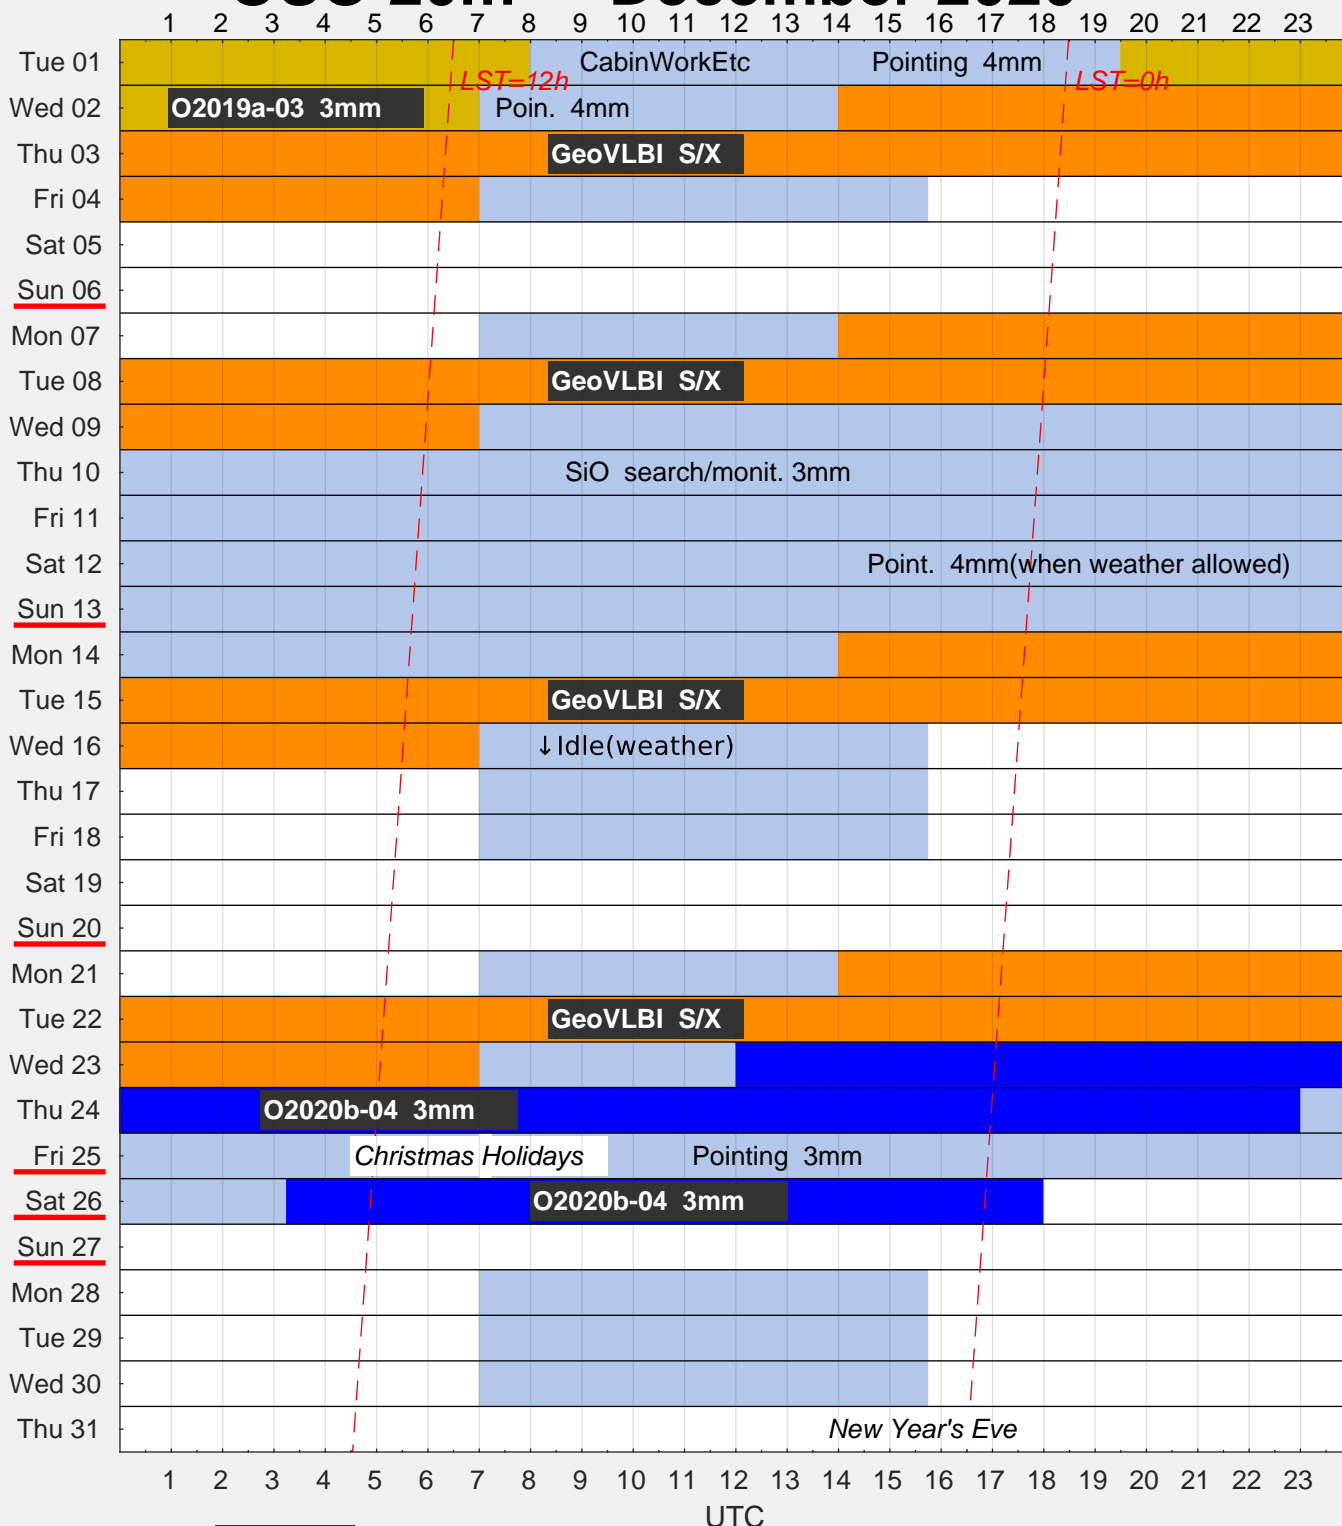 1 2 3 4 5 6 7 8 9 10 11 12 13 14 15 16 17 18 19 20 21 22 23
Tue 01 CabinWorkEtc Pointing 4mm
LST=12h LST=0h
Wed 02 O2019a-03 3mm Poin. 4mm
Thu 03 GeoVLBI S/X
Fri 04
Sat 05
Sun 06
Mon 07
Tue 08 GeoVLBI S/X
Wed 09
Thu 10 SiO search/monit. 3mm
Fri 11
Sat 12 Point. 4mm(when weather allowed)
Sun 13
Mon 14
Tue 15 GeoVLBI S/X
Wed 16 ↓Idle(weather)
Thu 17
Fri 18
Sat 19
Sun 20
Mon 21
Tue 22 GeoVLBI S/X
Wed 23
Thu 24 O2020b-04 3mm
Fri 25 Christmas Holidays Pointing 3mm
Sat 26 O2020b-04 3mm
Sun 27
Mon 28
Tue 29
Wed 30
Thu 31 New Year's Eve
1 2 3 4 5 6 7 8 9 10 11 12 13 14 15 16 17 18 19 20 21 22 23
UTC